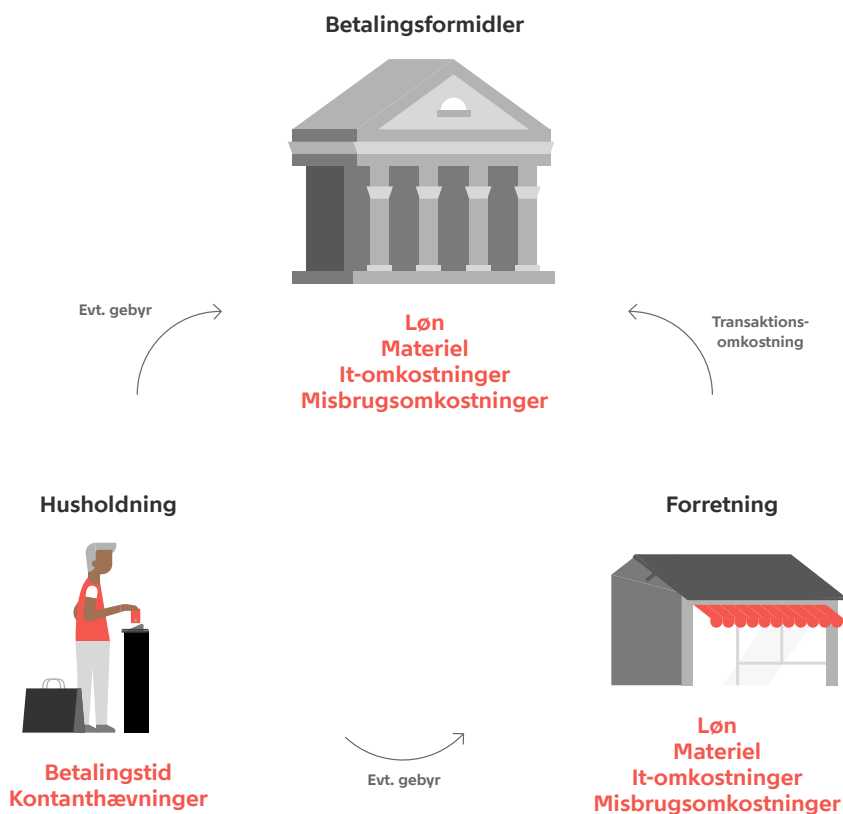 Betalingsformidler
Evt. gebyr
Transaktions-
omkostning
Løn
Materiel
It-omkostninger
Misbrugsomkostninger
Husholdning
Forretning
Betalingstid
Kontanthævninger
Evt. gebyr
Løn
Materiel
It-omkostninger
Misbrugsomkostninger